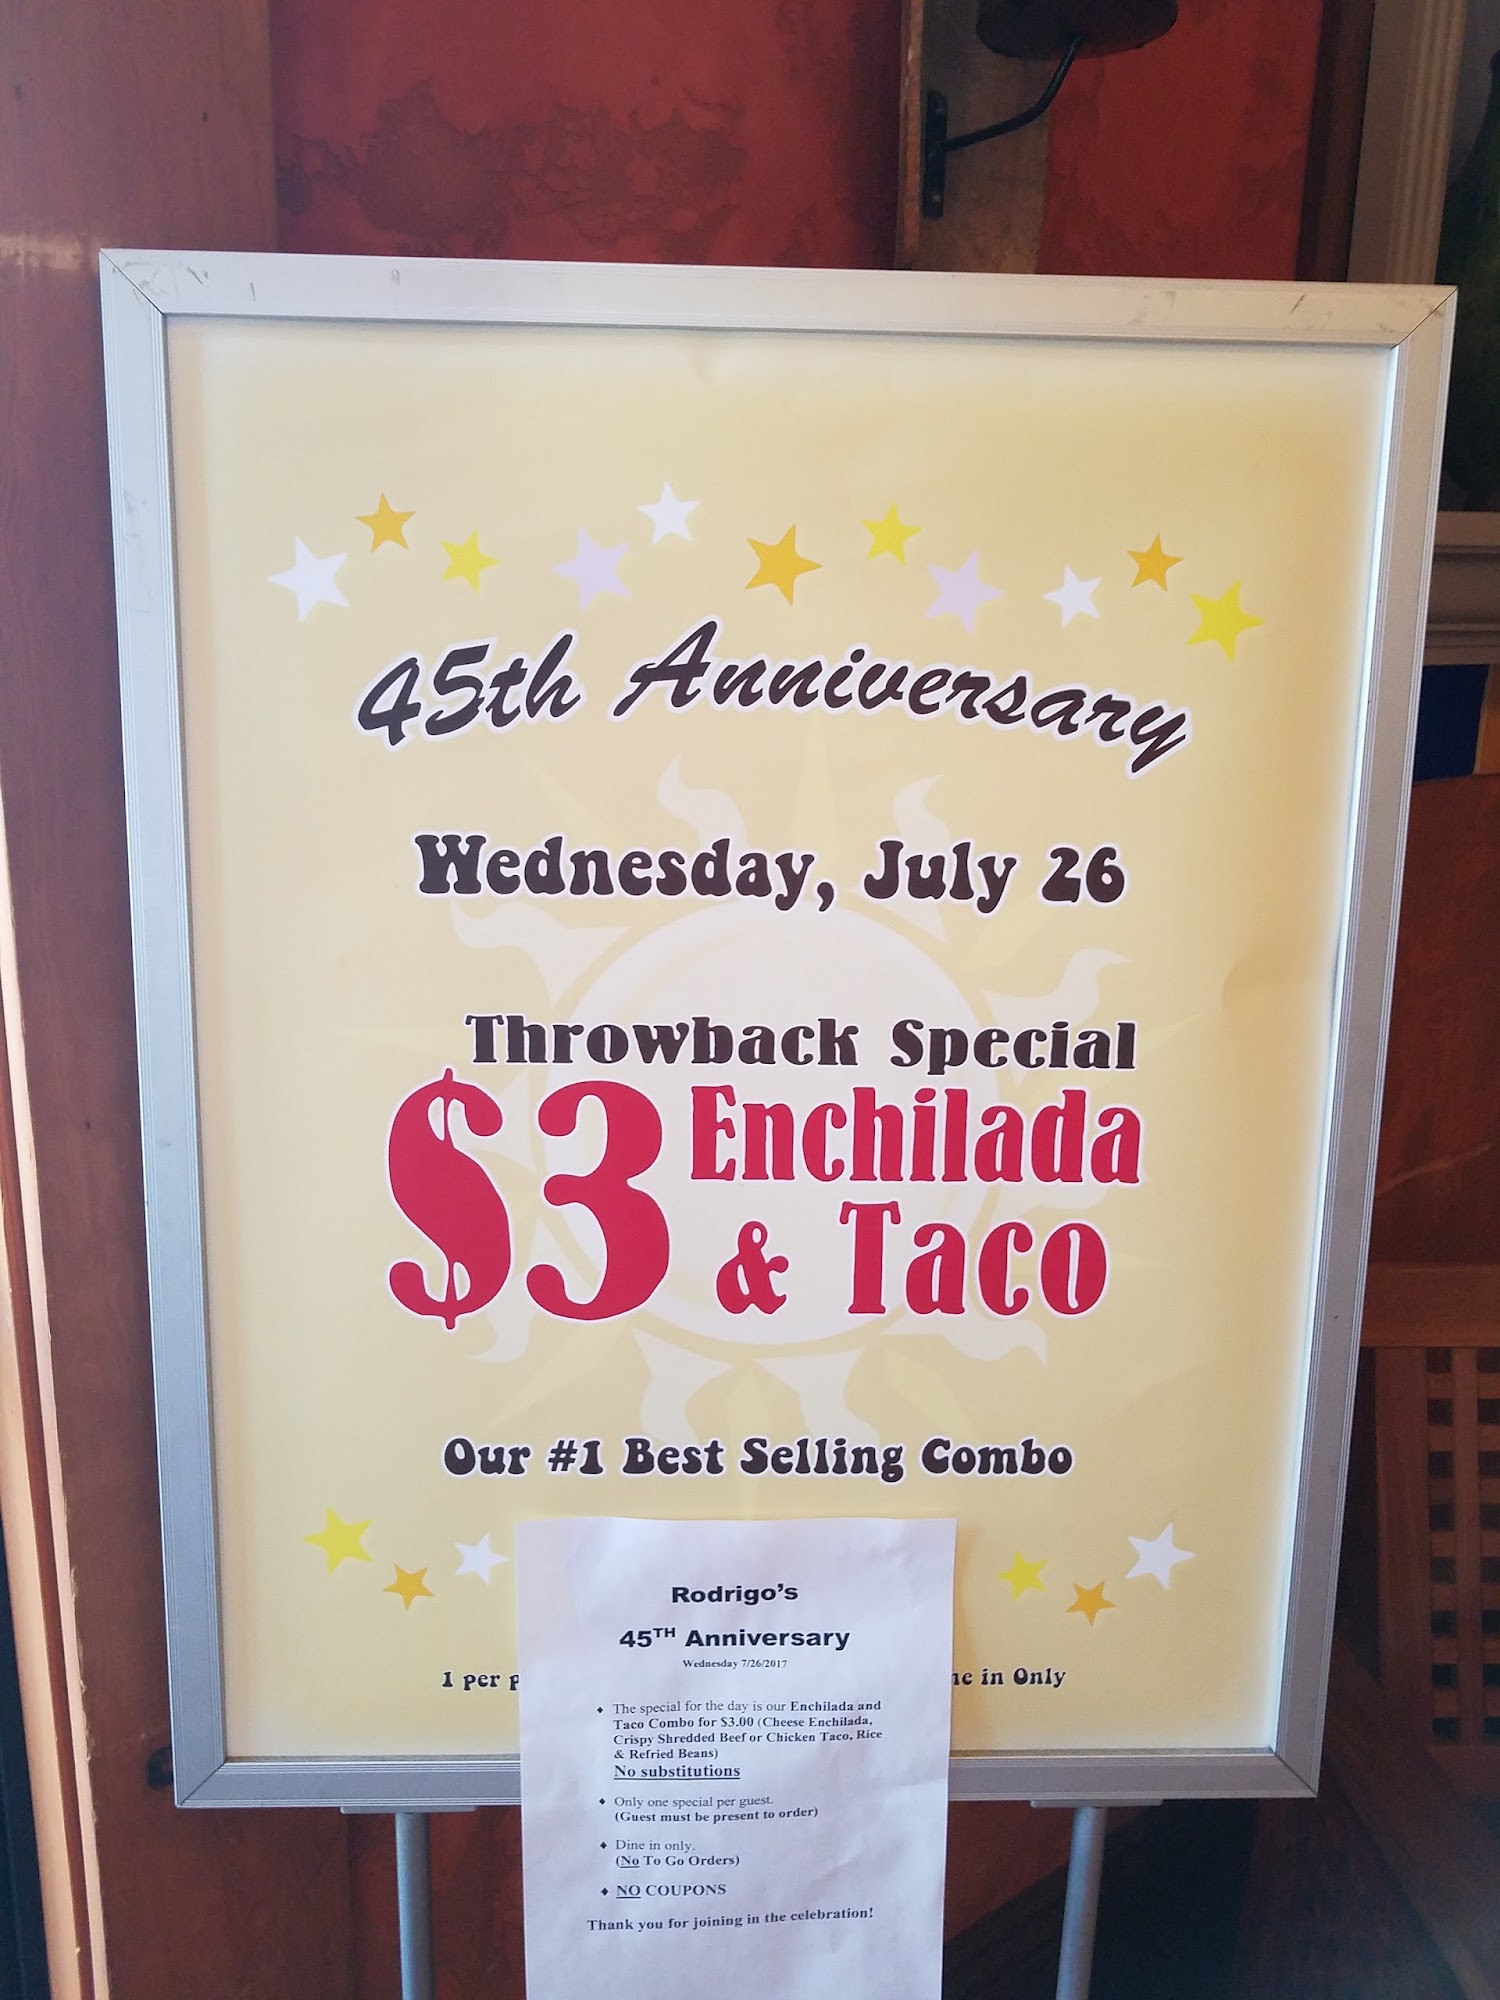 45th Anniversary
Wednesday, July 26
Throwback Special
$3 Enchilada
& Taco
Our #1 Best Selling Combo
1 per
in Only
Rodrigo's
45TH Anniversary
Wednesday 7/26/2017
♦ The special for the day is our Enchilada and
Taco Combo for $3.00 (Cheese Enchilada,
Crispy Shredded Beef or Chicken Taco, Rice
& Refried Beans)
No substitutions
♦ Only one special per guest.
(Guest must be present to order)
♦ Dine in only.
(No To Go Orders)
♦ NO COUPONS
Thank you for joining in the celebration!